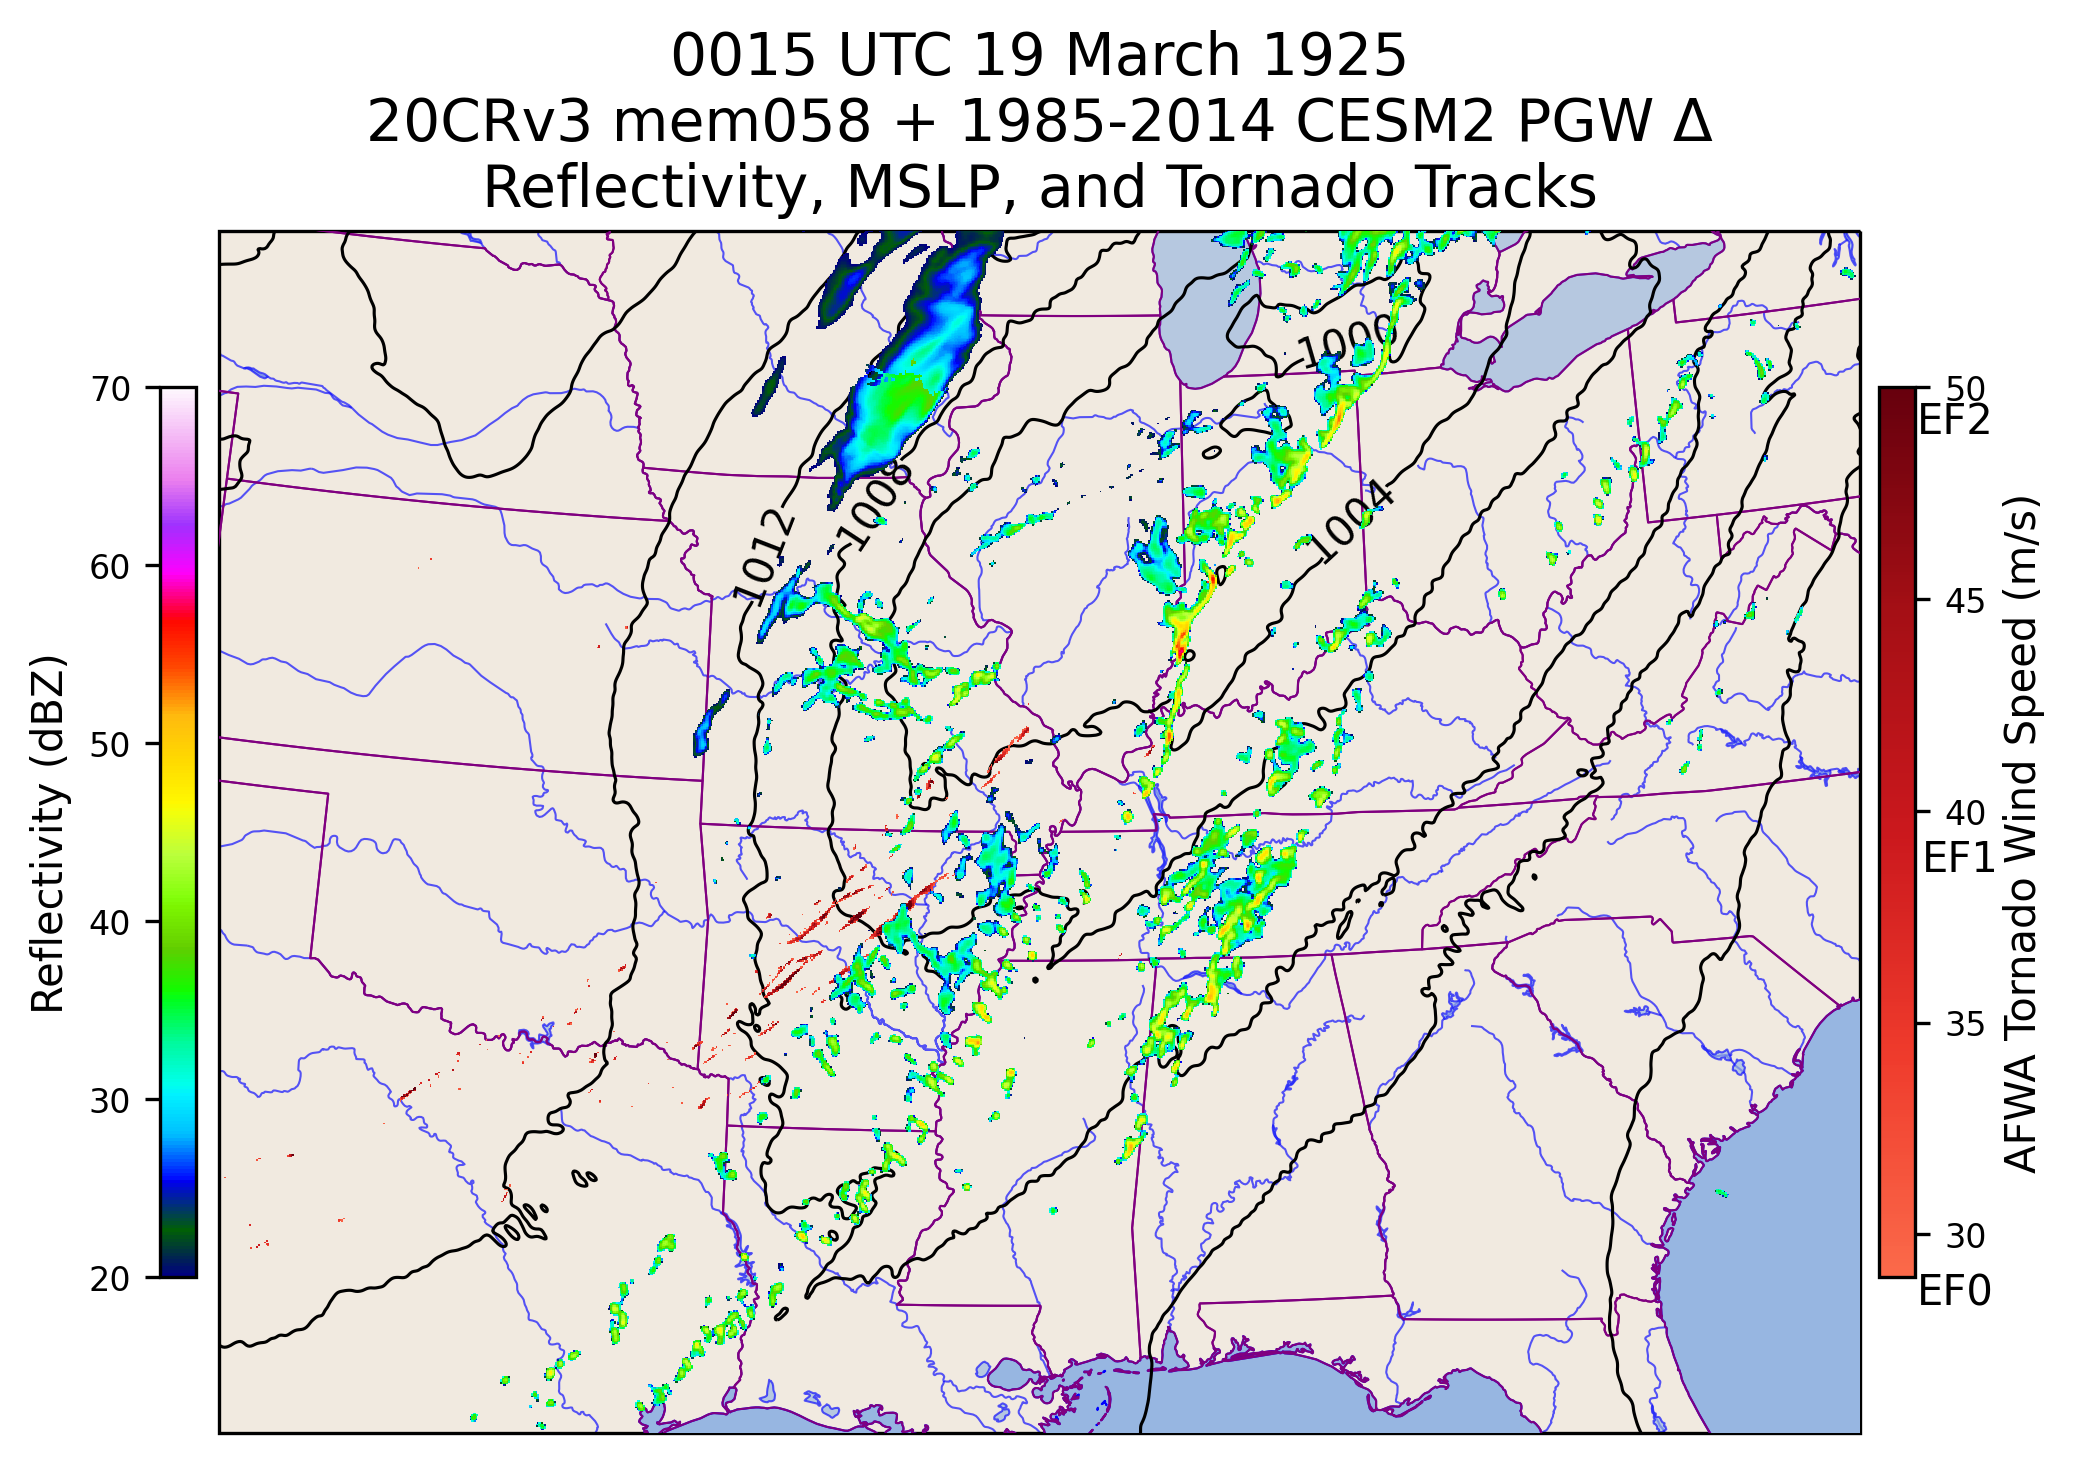 0015 UTC 19 March 1925
20CRv3 mem058 + 1985-2014 CESM2 PGW Δ
Reflectivity, MSLP, and Tornado Tracks
70
60
50
40
30
20
Reflectivity (dBZ)
1000
1004
1008
1012
50
EF2
45
40
EF1
35
30
EF0
AFWA Tornado Wind Speed (m/s)